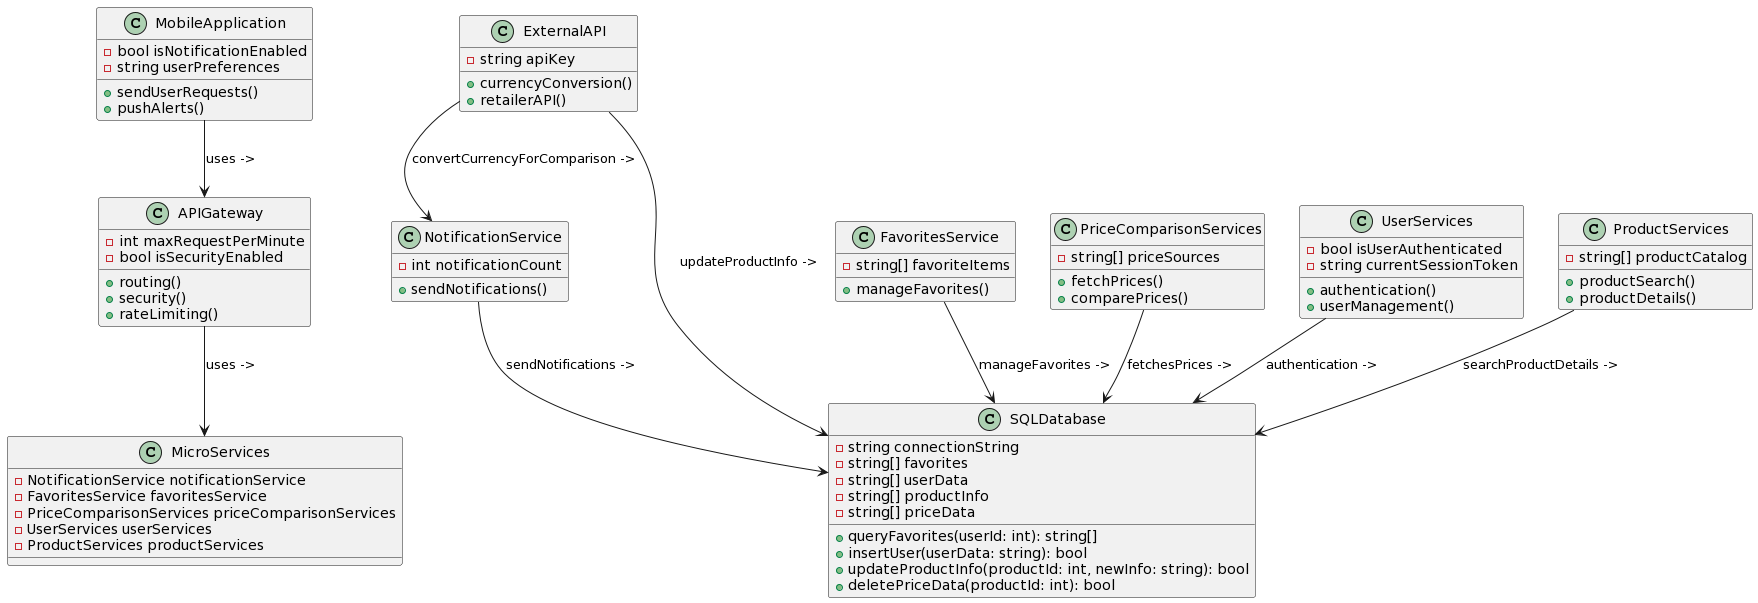 C MobileApplication
bool isNotificationEnabled
string userPreferences
sendUserRequests()
pushAlerts()
C ExternalAPI
string apiKey
currencyConversion()
retailerAPI()
uses ->
convertCurrencyForComparison ->
C APIGateway
int maxRequestPerMinute
bool isSecurityEnabled
routing()
security()
rateLimiting()
C NotificationService
int notificationCount
sendNotifications()
updateProductInfo ->
C FavoritesService
string[] favoriteItems
manageFavorites()
C PriceComparisonServices
string[] priceSources
fetchPrices()
comparePrices()
C UserServices
bool isUserAuthenticated
string currentSessionToken
authentication()
userManagement()
C ProductServices
string[] productCatalog
productSearch()
productDetails()
uses ->
sendNotifications ->
manageFavorites ->
fetchesPrices ->
authentication ->
searchProductDetails ->
C MicroServices
NotificationService notificationService
FavoritesService favoritesService
PriceComparisonServices priceComparisonServices
UserServices userServices
ProductServices productServices
C SQLDatabase
string connectionString
string[] favorites
string[] userData
string[] productInfo
string[] priceData
queryFavorites(userId: int): string[]
insertUser(userData: string): bool
updateProductInfo(productId: int, newInfo: string): bool
deletePriceData(productId: int): bool